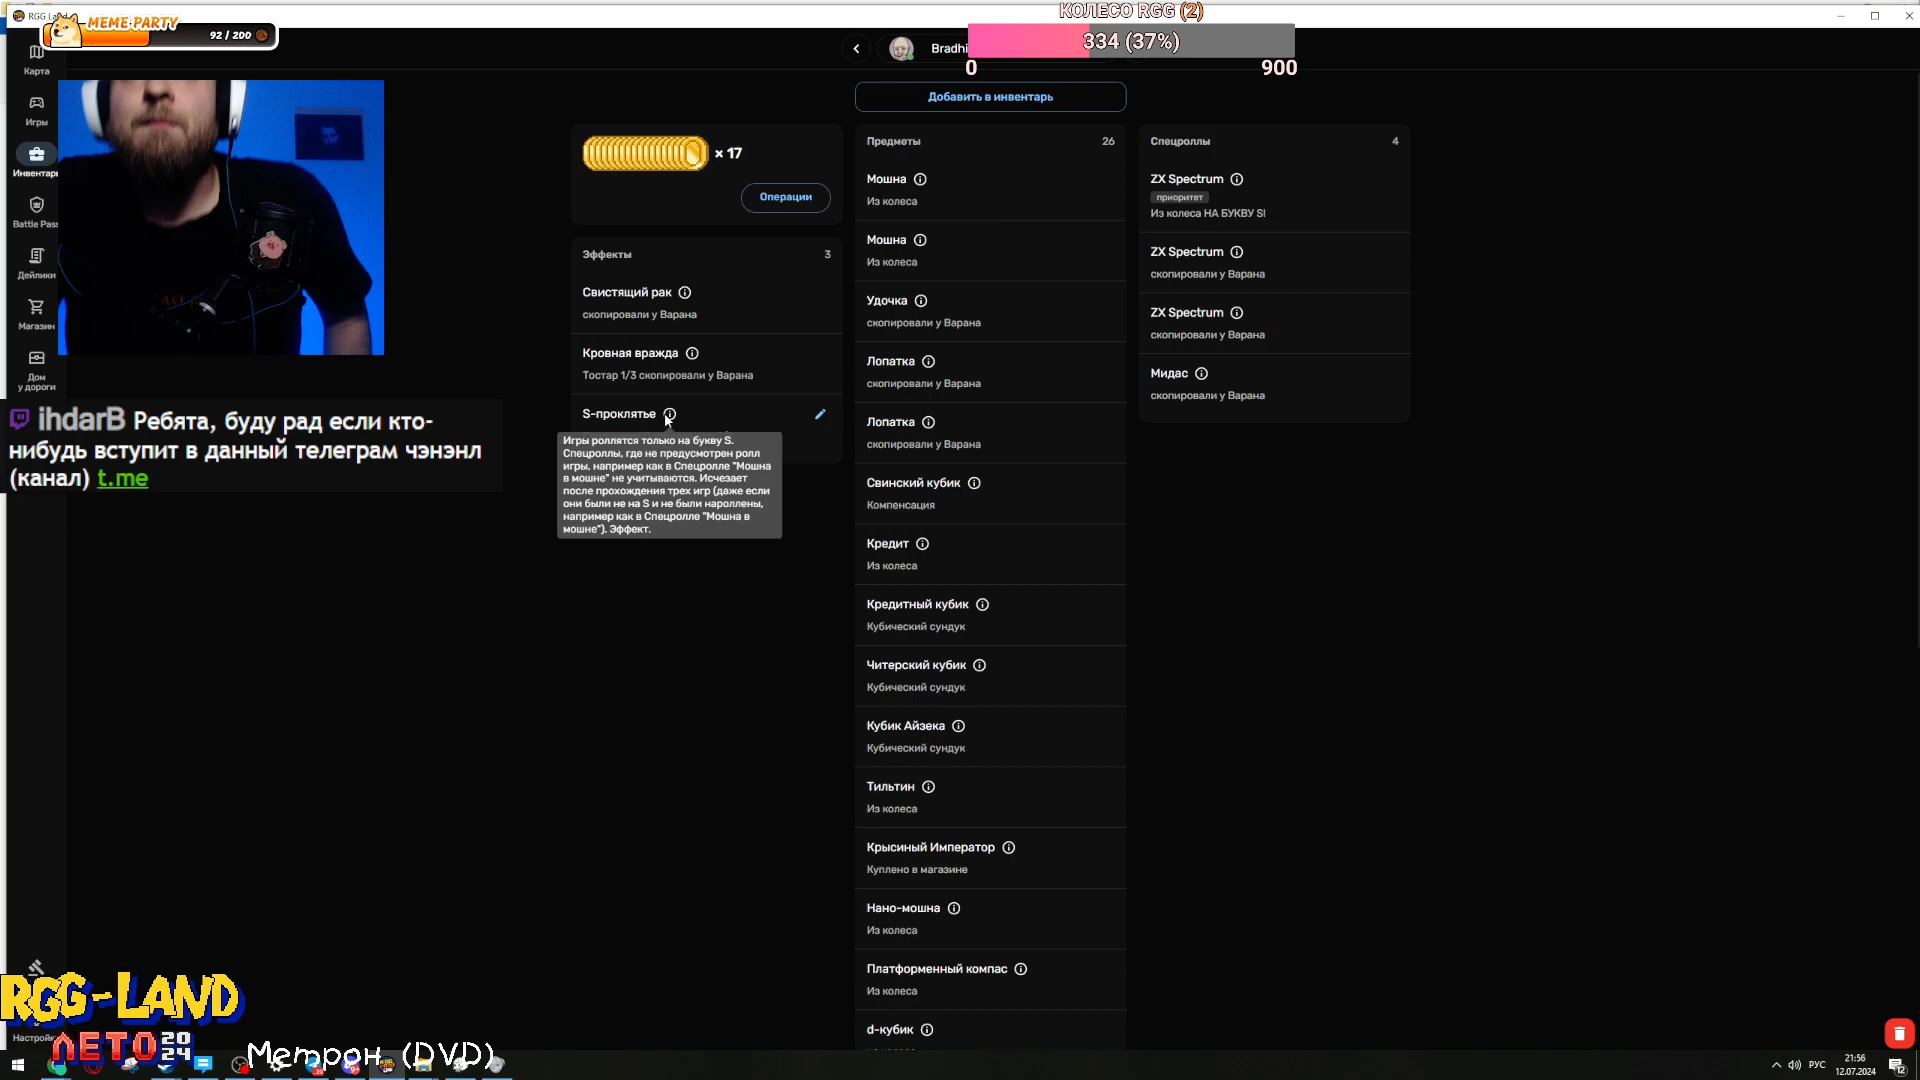 RGG Land
MEME PARTY
92 / 200
КОЛЕСО RGG (2)
334 (37%)
0
900
Bradhi
Карта
Игры
Инвентарь
Battle Pass
Дейлики
Магазин
Дом
у дороги
ihdarB Ребята, буду рад если кто-
нибудь вступит в данный телеграм чэнэнл
(канал) t.me
Добавить в инвентарь
× 17
Операции
Эффекты
3
Свистящий рак
скопировали у Варана
Кровная вражда
Тостар 1/3 скопировали у Варана
S-проклятье
Игры роллятся только на букву S.
Спецроллы, где не предусмотрен ролл
игры, например как в Спецролле "Мошна
в мошне" не учитываются. Исчезает
после прохождения трех игр (даже если
они были не на S и не были нароллены,
например как в Спецролле "Мошна в
мошне"). Эффект.
Предметы
26
Мошна
Из колеса
Мошна
Из колеса
Удочка
скопировали у Варана
Лопатка
скопировали у Варана
Лопатка
скопировали у Варана
Свинский кубик
Компенсация
Кредит
Из колеса
Кредитный кубик
Кубический сундук
Читерский кубик
Кубический сундук
Кубик Айзека
Кубический сундук
Тильтин
Из колеса
Крысиный Император
Куплено в магазине
Нано-мошна
Из колеса
Платформенный компас
Из колеса
d-кубик
Спецроллы
4
ZX Spectrum
приоритет
Из колеса НА БУКВУ S!
ZX Spectrum
скопировали у Варана
ZX Spectrum
скопировали у Варана
Мидас
скопировали у Варана
RGG-LAND
Настройки
ЛЕТО 2024
Метрон (DVD)
РУС
21:56
12.07.2024
12